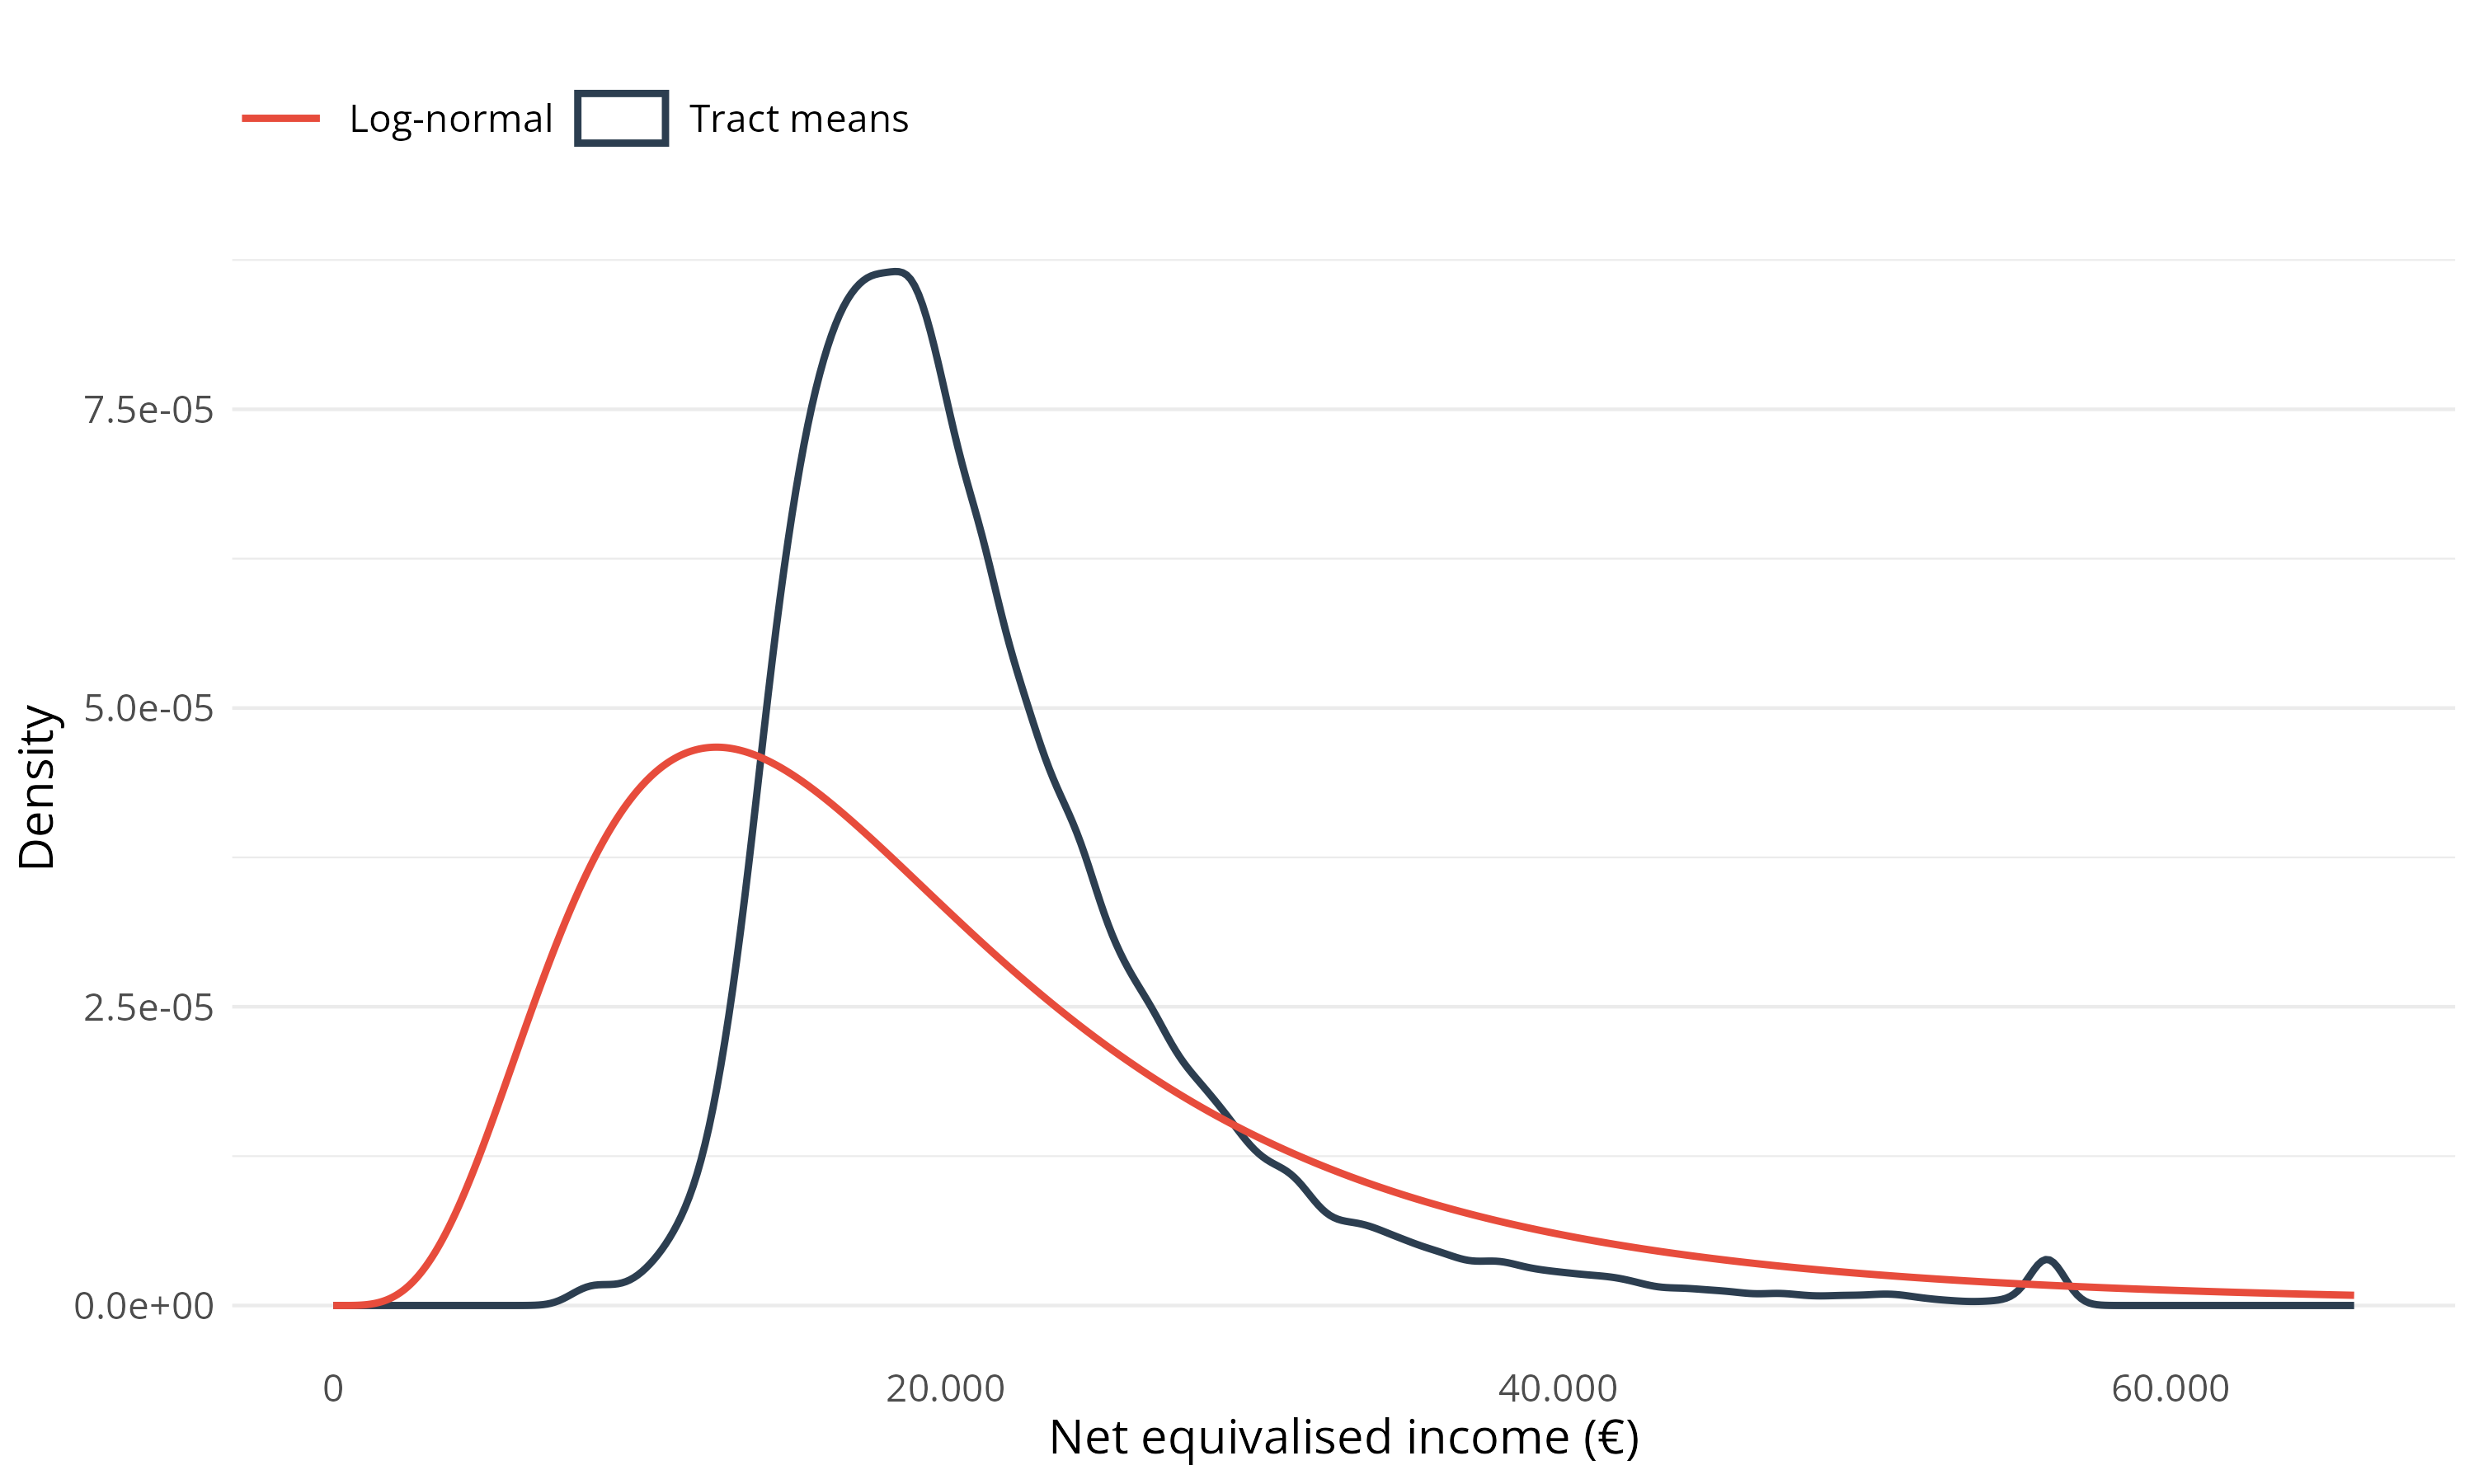 Log-normal Tract means
7.5e-05
5.0e-05
2.5e-05
0.0e+00
Density
0 20.000 40.000 60.000
Net equivalised income (€)